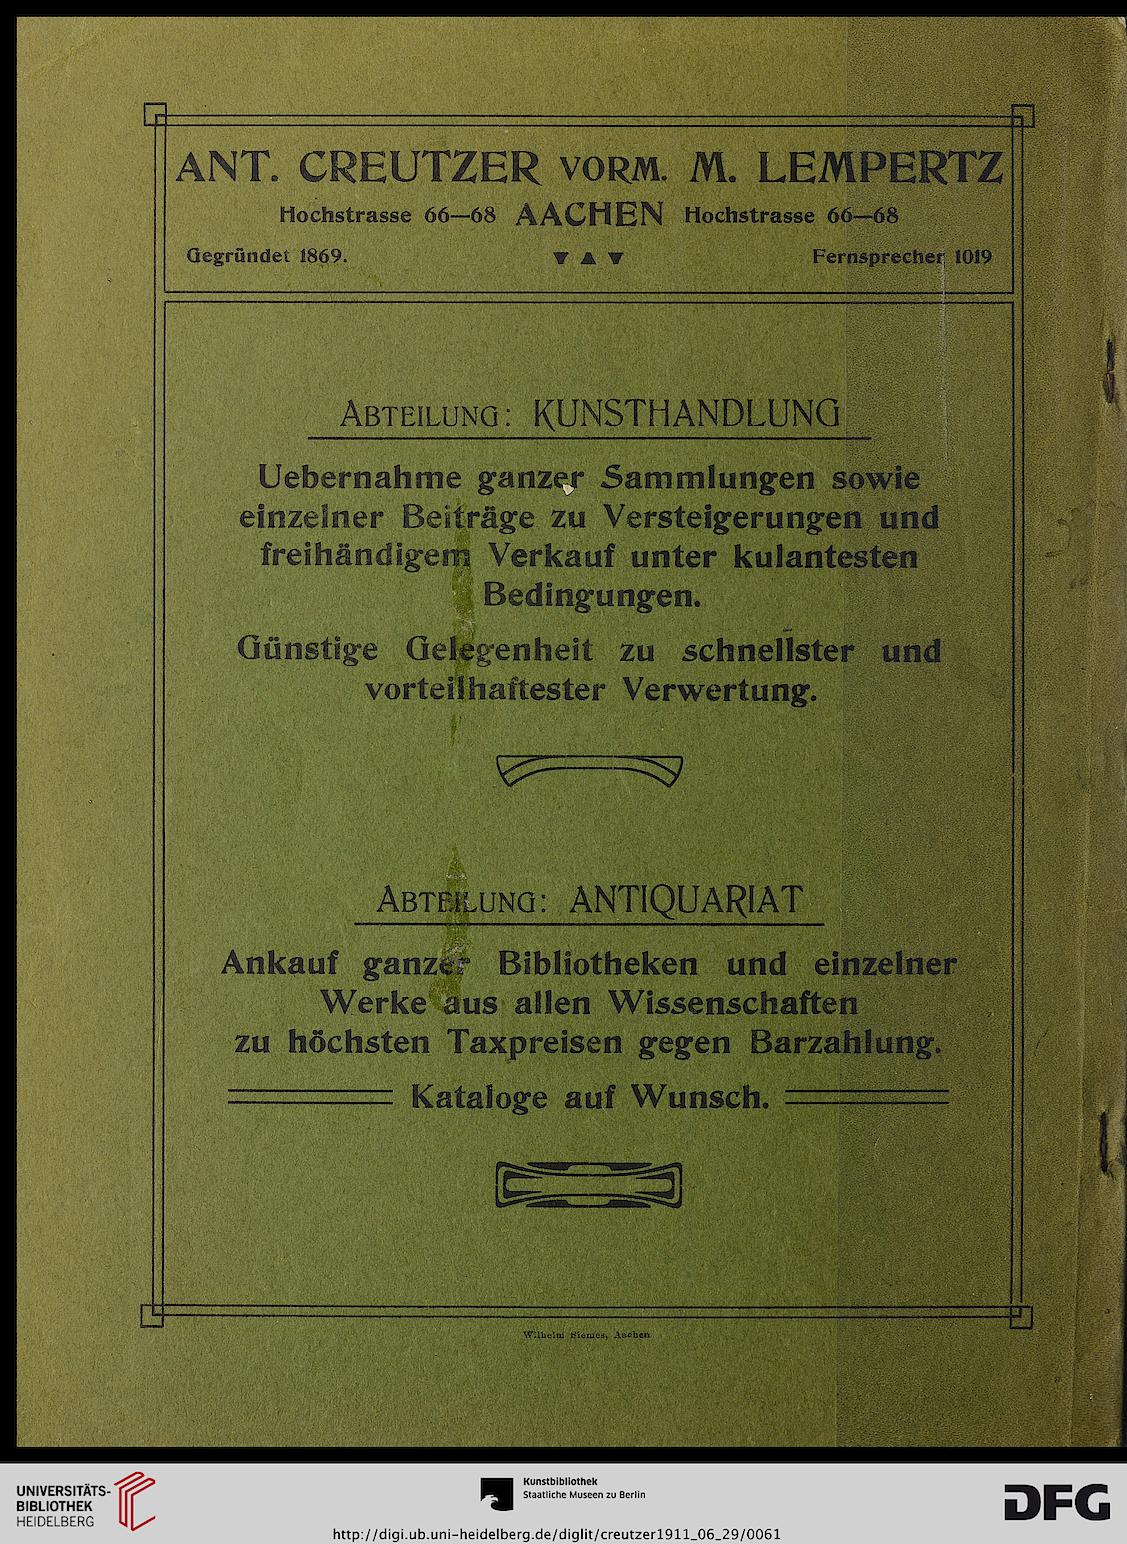 ANT. CREUTZER VORM. M. LEMPERTZ
Hochstrasse 66—68 AACHEN Hochstrasse 66—68
Gegründet 1869. Fernsprecher 1019
ABTEILUNG: KUNSTHANDLUNG
Uebernahme ganzer Sammlungen sowie
einzelner Beiträge zu Versteigerungen und
freihändigem Verkauf unter kulantesten
Bedingungen.
Günstige Gelegenheit zu schnellster und
vorteilhaftester Verwertung.
ABTEILUNG: ANTIQUARIAT
Ankauf ganzer Bibliotheken und einzelner
Werke aus allen Wissenschaften
zu höchsten Taxpreisen gegen Barzahlung.
Kataloge auf Wunsch.
Wilhelm Siemes, Aachen
UNIVERSITÄTS-
BIBLIOTHEK
HEIDELBERG
Kunstbibliothek
Staatliche Museen zu Berlin
DFG
http://digi.ub.uni-heidelberg.de/diglit/creutzer1911_06_29/0061